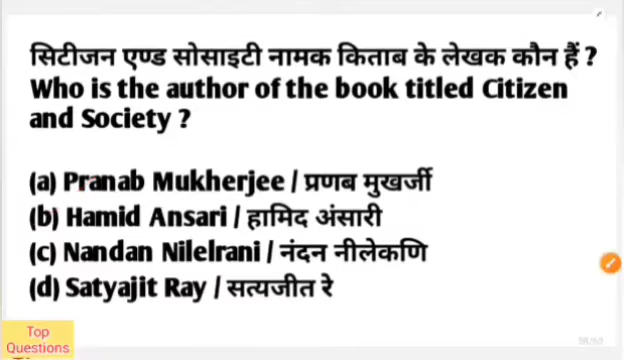 सिटीजन एण्ड सोसाइटी नामक किताब के लेखक कौन हैं ?
Who is the author of the book titled Citizen
and Society ?
(a) Pranab Mukherjee / प्रणब मुखर्जी
(b) Hamid Ansari / हामिद अंसारी
(c) Nandan Nilelrani / नंदन नीलेकणि
(d) Satyajit Ray / सत्यजीत रे
Top
Questions